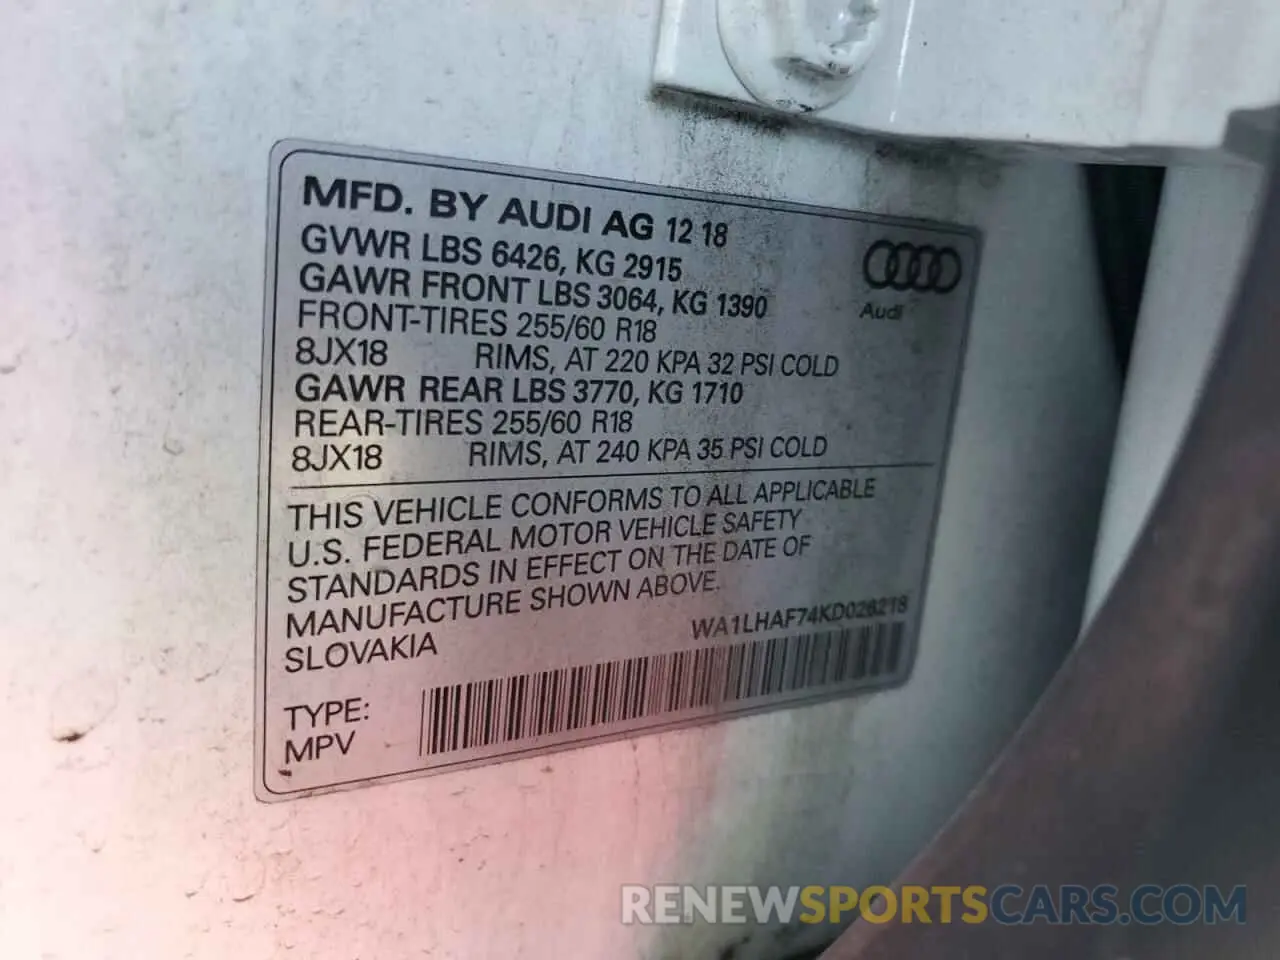 MFD. BY AUDI AG 12 18
GVWR LBS 6426, KG 2915
GAWR FRONT LBS 3064, KG 1390
FRONT-TIRES 255/60 R18
8JX18 RIMS, AT 220 KPA 32 PSI COLD
GAWR REAR LBS 3770, KG 1710
REAR-TIRES 255/60 R18
8JX18 RIMS, AT 240 KPA 35 PSI COLD
Audi
THIS VEHICLE CONFORMS TO ALL APPLICABLE
U.S. FEDERAL MOTOR VEHICLE SAFETY
STANDARDS IN EFFECT ON THE DATE OF
MANUFACTURE SHOWN ABOVE.
SLOVAKIA
WA1LHAF74KD028218
TYPE:
MPV
RENEWSPORTSCARS.COM